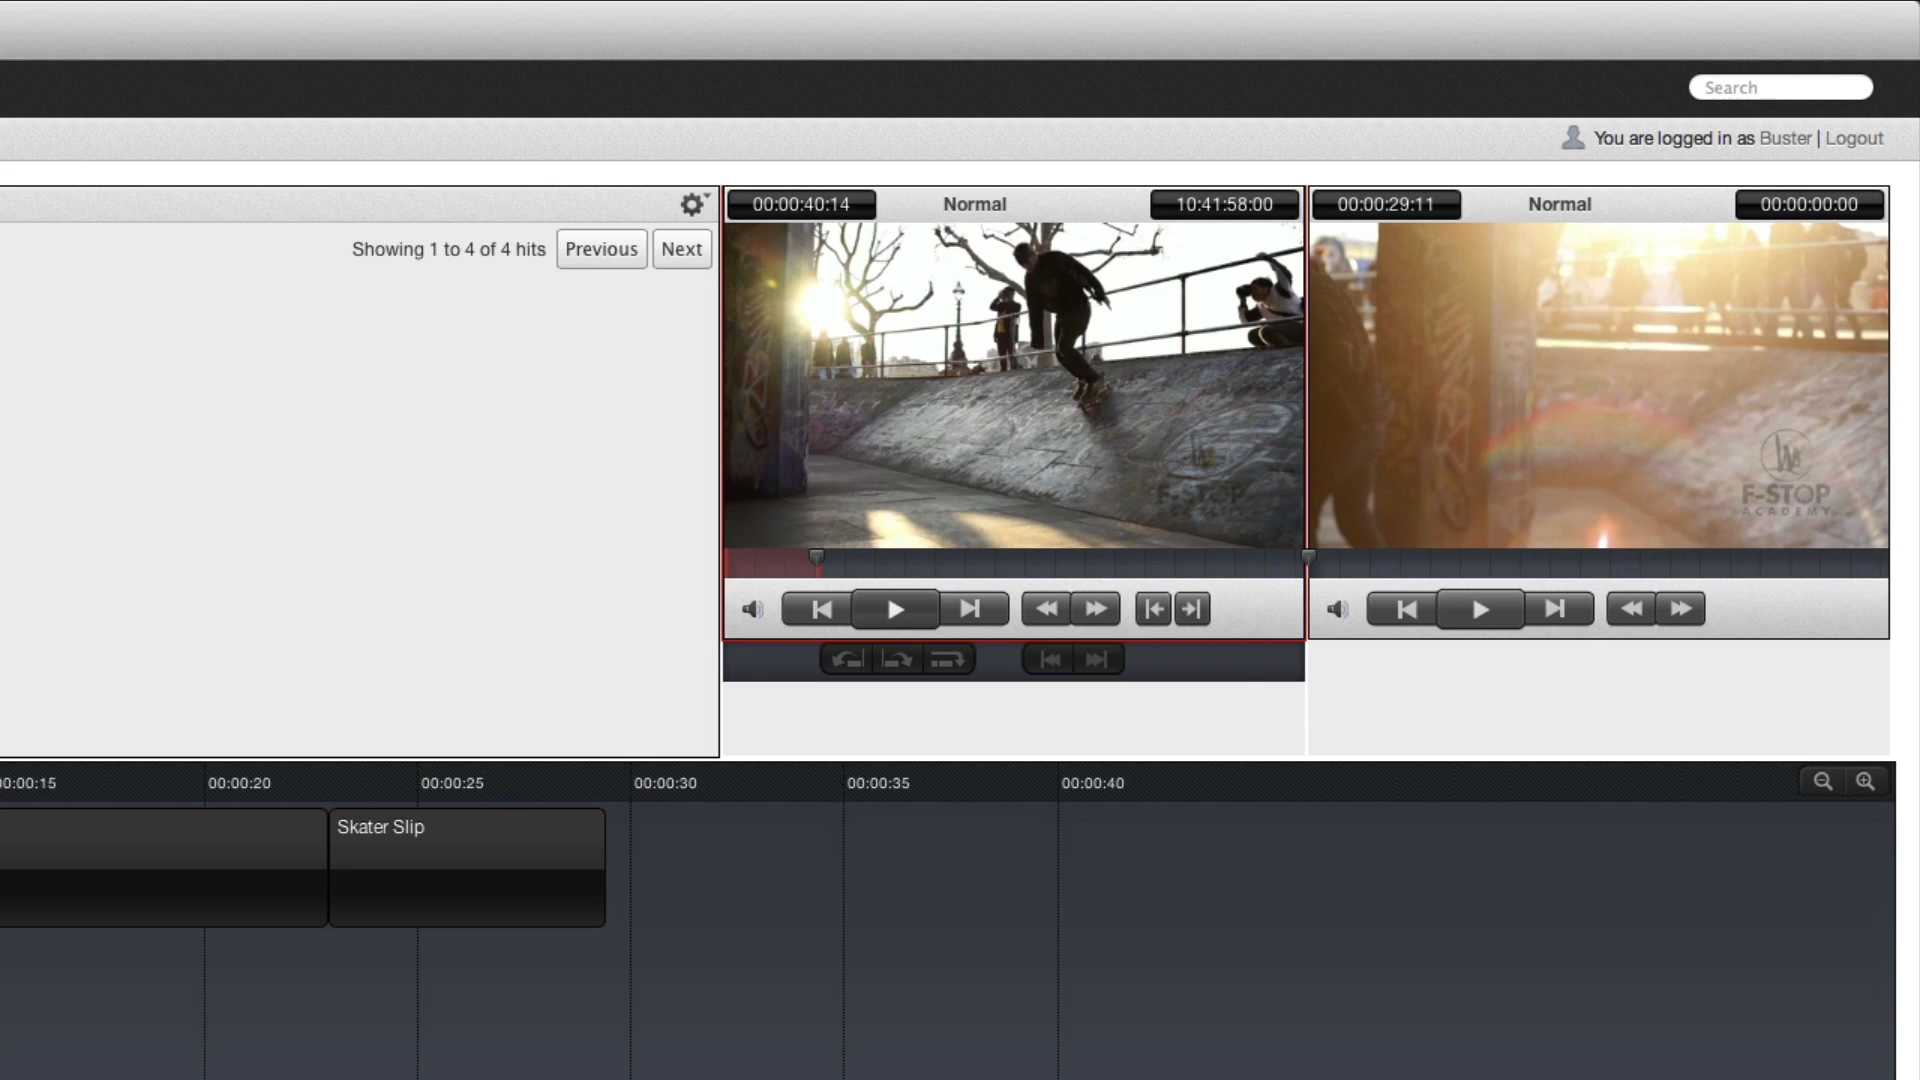 Search
You are logged in as Buster | Logout
00:00:40:14 Normal 10:41:58:00
00:00:29:11 Normal 00:00:00:00
Showing 1 to 4 of 4 hits Previous Next
F-STOP
ACADEMY
F-STOP
ACADEMY
00:00:15 00:00:20 00:00:25 00:00:30 00:00:35 00:00:40
Skater Slip